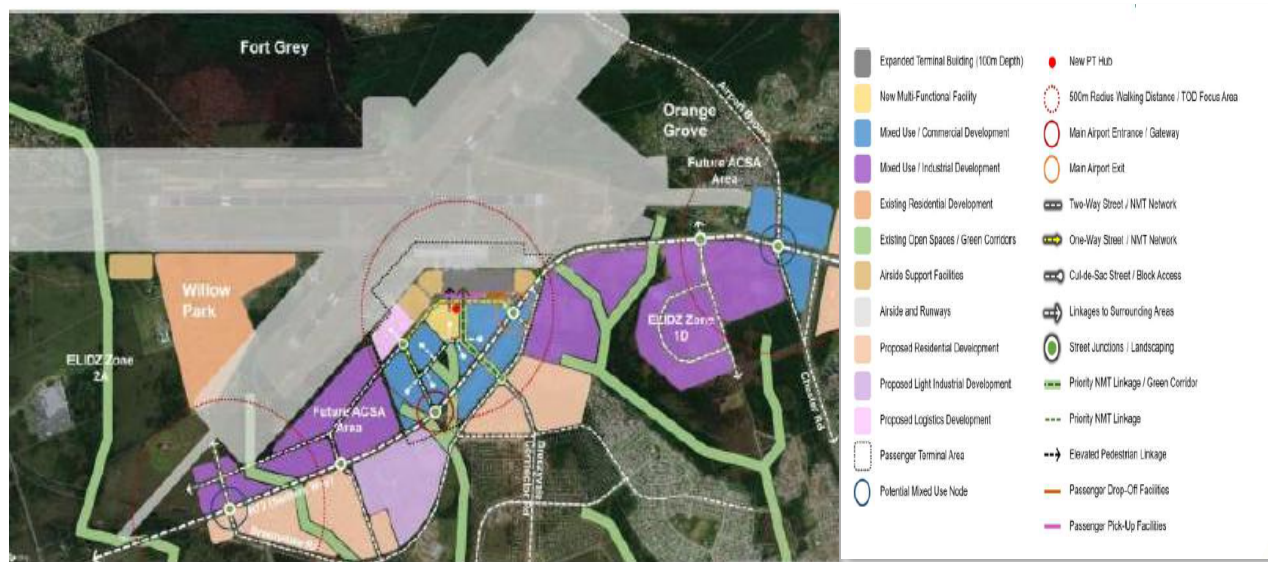 Fort Grey
Orange
Grove
Airport Bypass
Future ACSA
Area
Willow
Park
ELIDZ Zone
2A
ELIDZ Zone
1D
Future ACSA
Area
Chester Rd
Expanded Terminal Building (100m Depth)
New Multi-Functional Facility
Mixed Use / Commercial Development
Mixed Use / Industrial Development
Existing Residential Development
Existing Open Spaces / Green Corridors
Airside Support Facilities
Airside and Runways
Proposed Residential Development
Proposed Light Industrial Development
Proposed Logistics Development
Passenger Terminal Area
Potential Mixed Use Node
New PT Hub
500m Radius Walking Distance / TOD Focus Area
Main Airport Entrance / Gateway
Main Airport Exit
Two-Way Street / NMT Network
One-Way Street / NMT Network
Cul-de-Sac Street / Block Access
Linkages to Surrounding Areas
Street Junctions / Landscaping
Priority NMT Linkage / Green Corridor
Priority NMT Linkage
Elevated Pedestrian Linkage
Passenger Drop-Off Facilities
Passenger Pick-Up Facilities